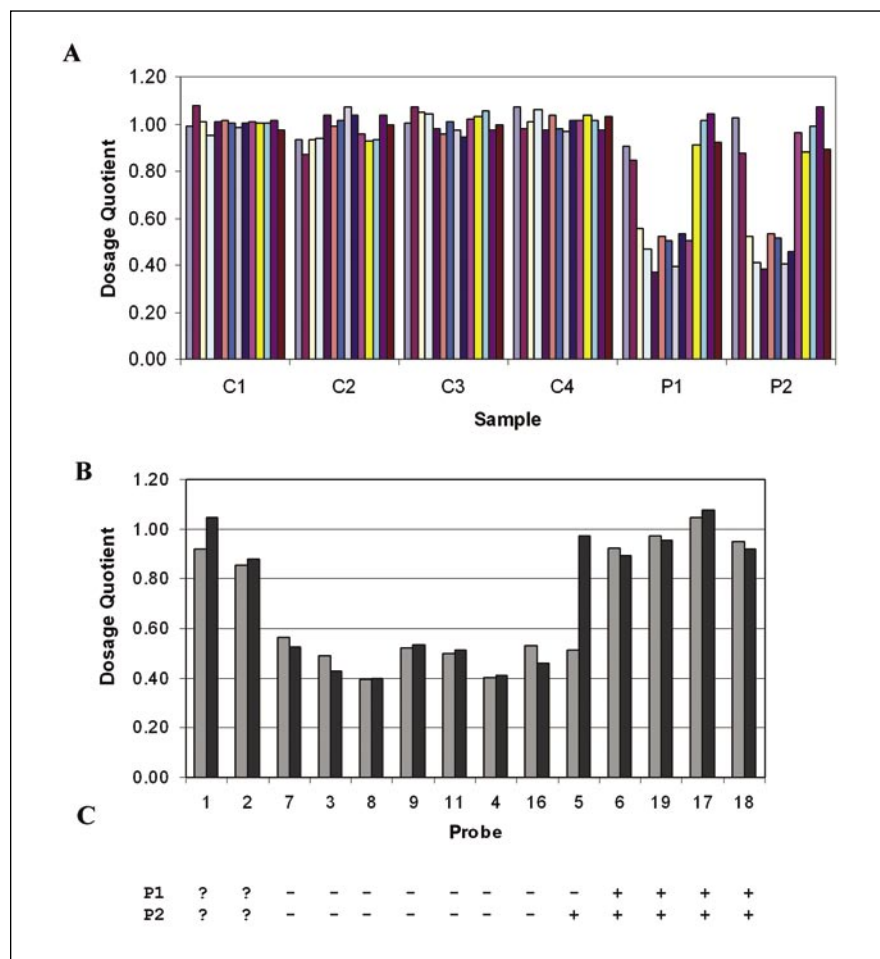 A
1.20
1.00
0.80
0.60
0.40
0.20
0.00
Dosage Quotient
C1 C2 C3 C4 P1 P2
Sample
B
1.20
1.00
0.80
0.60
0.40
0.20
0.00
Dosage Quotient
1 2 7 3 8 9 11 4 16 5 6 19 17 18
Probe
C
P1 ? ? - - - - - - - - + + + +
P2 ? ? - - - - - - - + + + + +